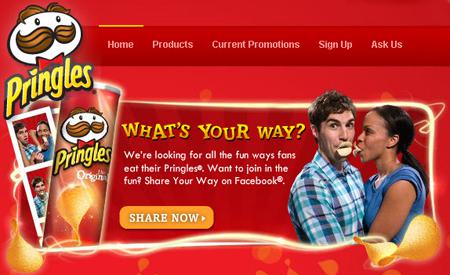 Pringles
Home
Products
Current Promotions
Sign Up
Ask Us
WHAT'S YOUR WAY?
Pringles
Original
We're looking for all the fun ways fans
eat their Pringles®. Want to join in the
fun? Share Your Way on Facebook®.
SHARE NOW